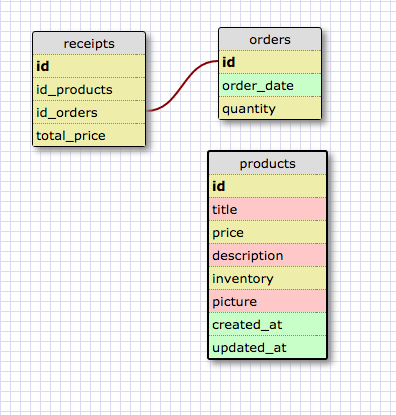 receipts
id
id_products
id_orders
total_price
orders
id
order_date
quantity
products
id
title
price
description
inventory
picture
created_at
updated_at